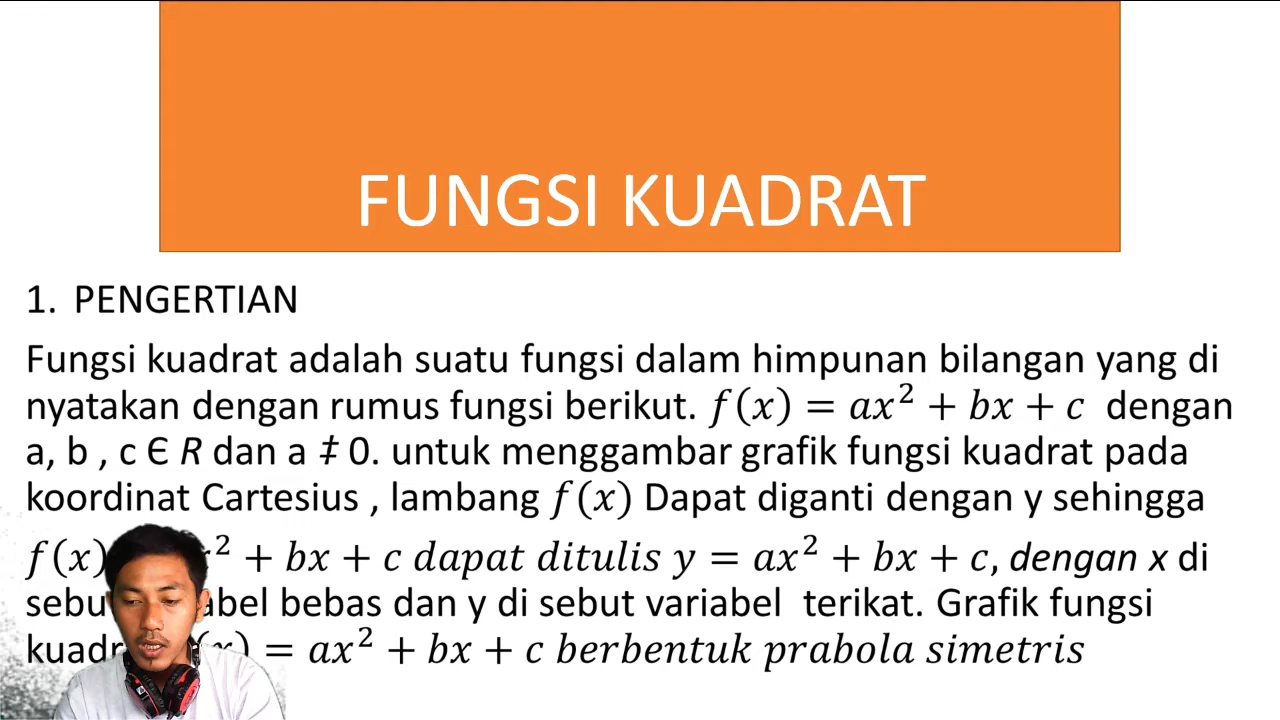 FUNGSI KUADRAT
1. PENGERTIAN
Fungsi kuadrat adalah suatu fungsi dalam himpunan bilangan yang di
nyatakan dengan rumus fungsi berikut. f(x) = ax² + bx + c dengan
a, b , c Є R dan a ‡ 0. untuk menggambar grafik fungsi kuadrat pada
koordinat Cartesius , lambang f(x) Dapat diganti dengan y sehingga
f(x) ² + bx + c dapat ditulis y = ax² + bx + c, dengan x di
bebas dan y di sebut variabel terikat. Grafik fungsi
= ax² + bx + c berbentuk prabola simetris